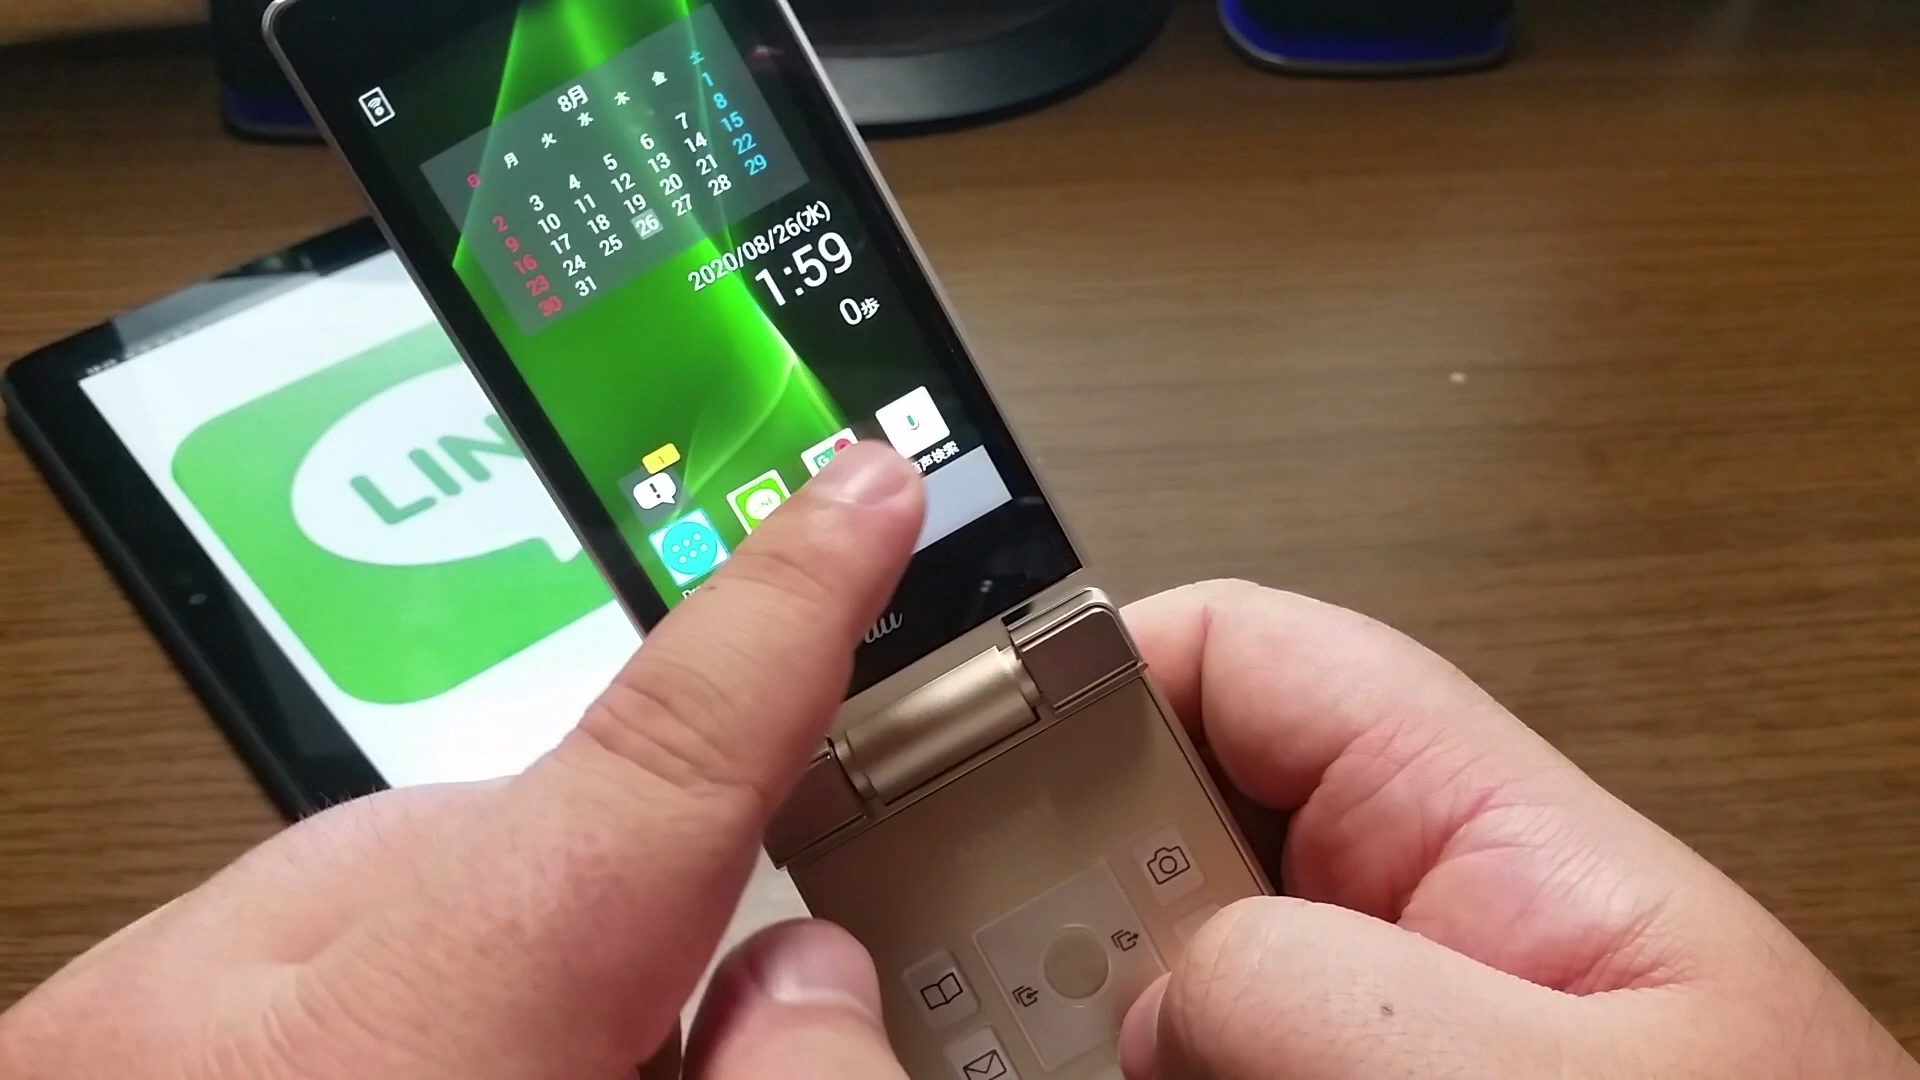 8月
日 月 火 水 木 金 土
1
2 3 4 5 6 7 8
9 10 11 12 13 14 15
16 17 18 19 20 21 22
23 24 25 26 27 28 29
30 31
2020/08/26(水)
1:59
0歩
1
LINE
声検索
LIN
au